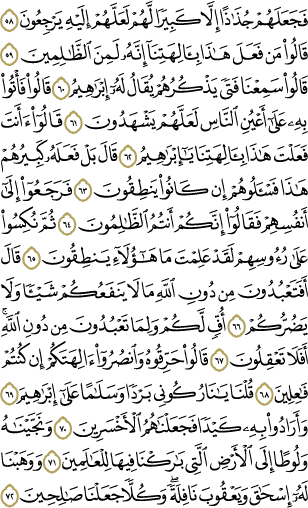 فَجَعَلَهُمْ جُذَٰذًا إِلَّا كَبِيرًا لَّهُمْ لَعَلَّهُمْ إِلَيْهِ يَرْجِعُونَ ٥٨
قَالُوا۟ مَن فَعَلَ هَٰذَا بِـَٔالِهَتِنَآ إِنَّهُۥ لَمِنَ ٱلظَّٰلِمِينَ ٥٩
قَالُوا۟ سَمِعْنَا فَتًى يَذْكُرُهُمْ يُقَالُ لَهُۥٓ إِبْرَٰهِيمُ ٦٠ قَالُوا۟ فَأْتُوا۟
بِهِۦ عَلَىٰٓ أَعْيُنِ ٱلنَّاسِ لَعَلَّهُمْ يَشْهَدُونَ ٦١ قَالُوٓا۟ ءَأَنتَ
فَعَلْتَ هَٰذَا بِـَٔالِهَتِنَا يَٰٓإِبْرَٰهِيمُ ٦٢ قَالَ بَلْ فَعَلَهُۥ كَبِيرُهُمْ
هَٰذَا فَسْـَٔلُوهُمْ إِن كَانُوا۟ يَنطِقُونَ ٦٣ فَرَجَعُوٓا۟ إِلَىٰٓ
أَنفُسِهِمْ فَقَالُوٓا۟ إِنَّكُمْ أَنتُمُ ٱلظَّٰلِمُونَ ٦٤ ثُمَّ نُكِسُوا۟
عَلَىٰ رُءُوسِهِمْ لَقَدْ عَلِمْتَ مَا هَٰٓؤُلَآءِ يَنطِقُونَ ٦٥ قَالَ
أَفَتَعْبُدُونَ مِن دُونِ ٱللَّهِ مَا لَا يَنفَعُكُمْ شَيْـًٔا وَلَا
يَضُرُّكُمْ ٦٦ أُفٍّ لَّكُمْ وَلِمَا تَعْبُدُونَ مِن دُونِ ٱللَّهِ ۖ
أَفَلَا تَعْقِلُونَ ٦٧ قَالُوا۟ حَرِّقُوهُ وَٱنصُرُوٓا۟ ءَالِهَتَكُمْ إِن كُنتُمْ
فَٰعِلِينَ ٦٨ قُلْنَا يَٰنَارُ كُونِى بَرْدًا وَسَلَٰمًا عَلَىٰٓ إِبْرَٰهِيمَ ٦٩
وَأَرَادُوا۟ بِهِۦ كَيْدًا فَجَعَلْنَٰهُمُ ٱلْأَخْسَرِينَ ٧٠ وَنَجَّيْنَٰهُ
وَلُوطًا إِلَى ٱلْأَرْضِ ٱلَّتِى بَٰرَكْنَا فِيهَا لِلْعَٰلَمِينَ ٧١ وَوَهَبْنَا
لَهُۥٓ إِسْحَٰقَ وَيَعْقُوبَ نَافِلَةً ۖ وَكُلًّا جَعَلْنَا صَٰلِحِينَ ٧٢